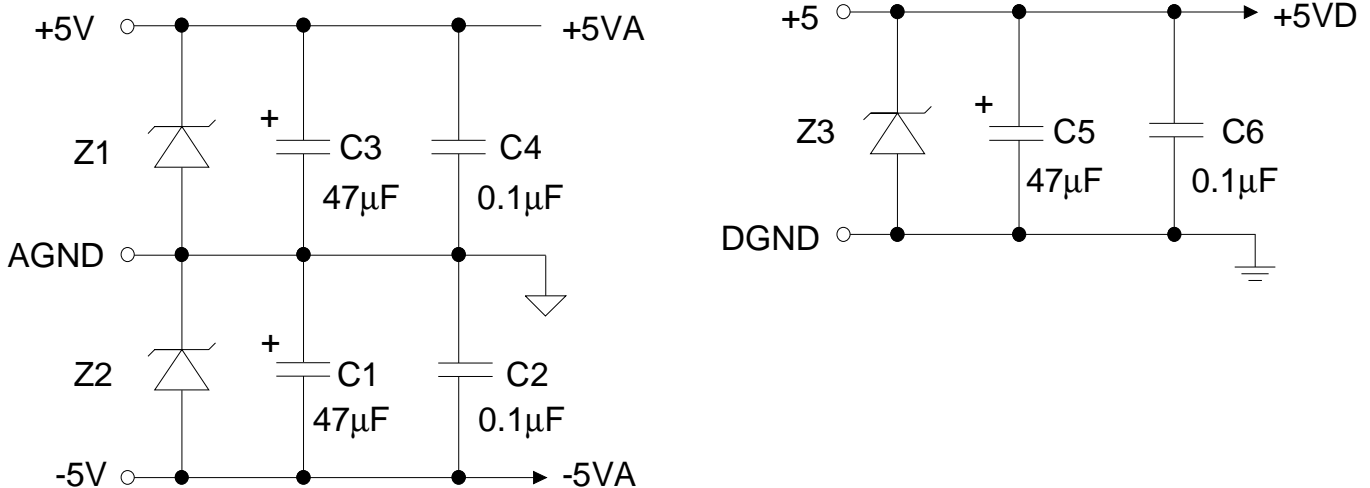 +5V +5VA
+ 
Z1 C3 C4
47μF 0.1μF
AGND
+
Z2 C1 C2
47μF 0.1μF
-5V -5VA
+5 +5VD
+
Z3 C5 C6
47μF 0.1μF
DGND